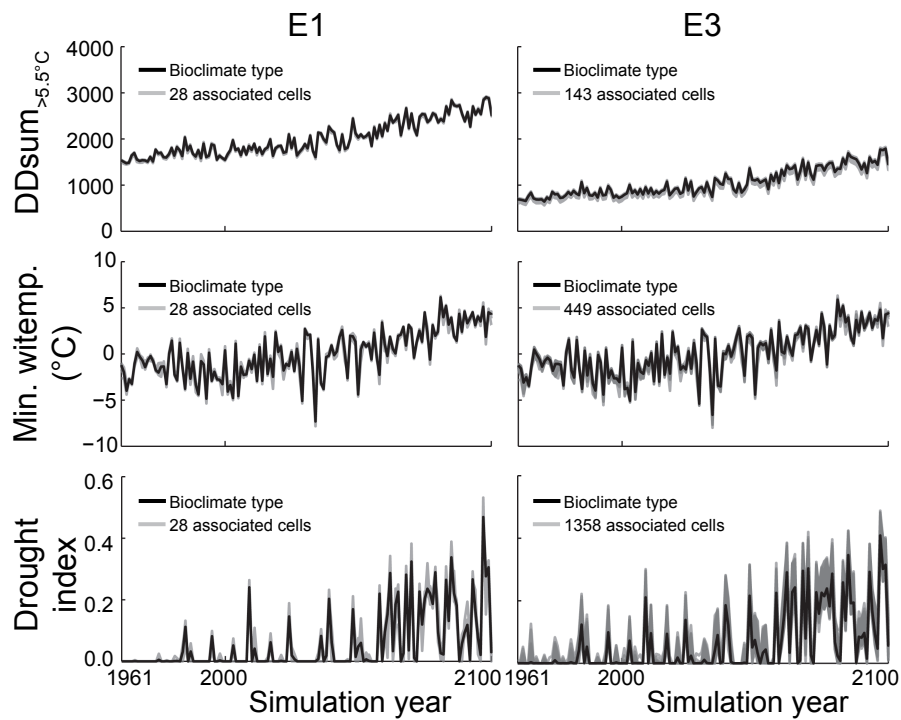 E1 E3
DDsum>5.5°C
4000
3000
2000
1000
0
Bioclimate type
28 associated cells
Bioclimate type
143 associated cells
Min. witemp.
(°C)
10
5
0
−5
−10
Bioclimate type
28 associated cells
Bioclimate type
449 associated cells
Drought
index
0.6
0.4
0.2
0.0
Bioclimate type
28 associated cells
Bioclimate type
1358 associated cells
1961 2000 2100 1961 2000 2100
Simulation year Simulation year